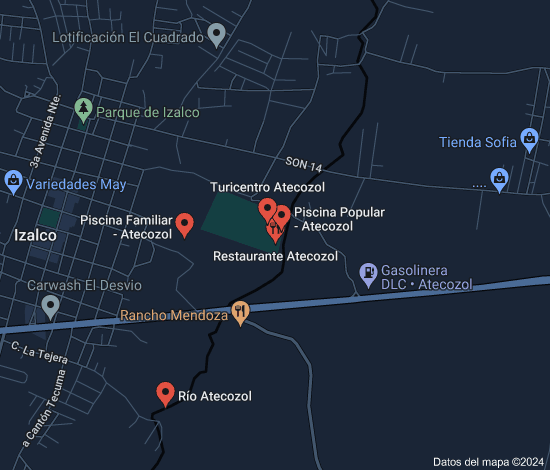 Lotificación El Cuadrado
3a Avenida Nte.
Parque de Izalco
SON 14
Tienda Sofia
....
Variedades May
Turicentro Atecozol
Piscina Familiar
- Atecozol
Piscina Popular
- Atecozol
Izalco
Restaurante Atecozol
Gasolinera
DLC • Atecozol
Carwash El Desvio
Rancho Mendoza
C. La Tejera
a Cantón Tecuma
Río Atecozol
Datos del mapa ©2024